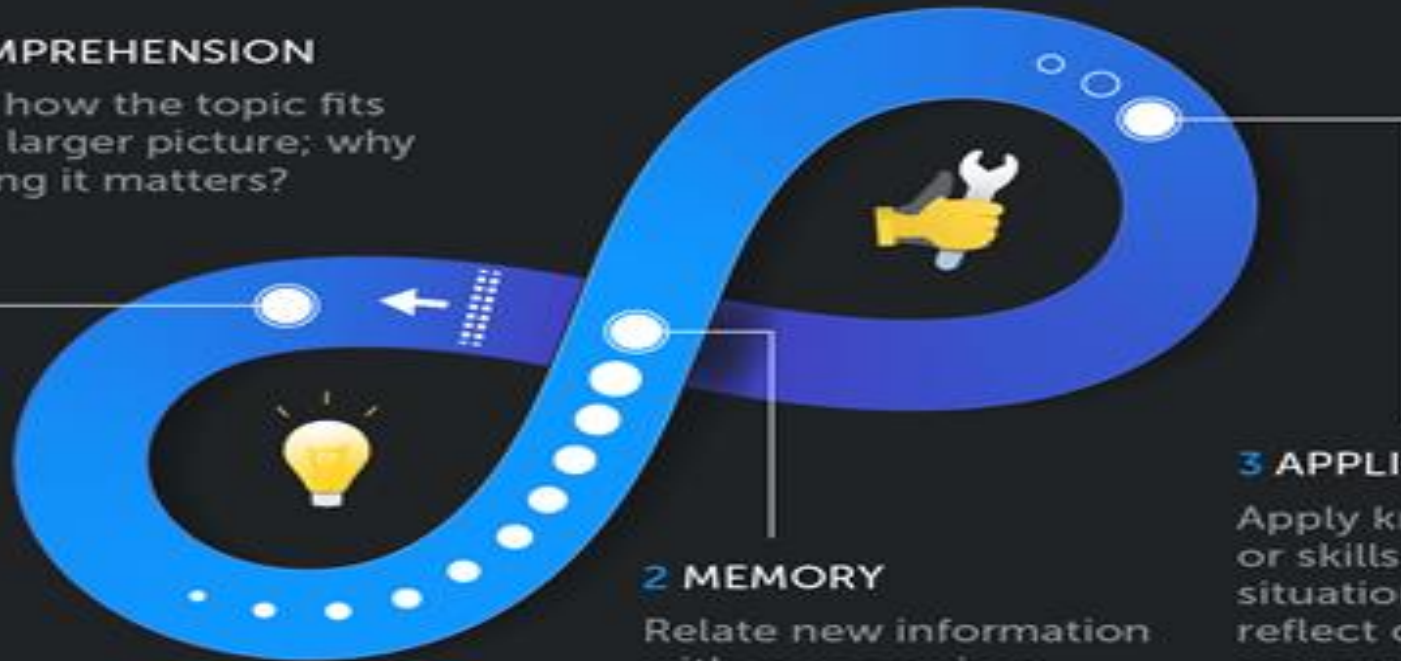 MPREHENSION
how the topic fits
larger picture; why
ng it matters?
2 MEMORY
Relate new information
3 APPLI
Apply k
or skills
situatio
reflect